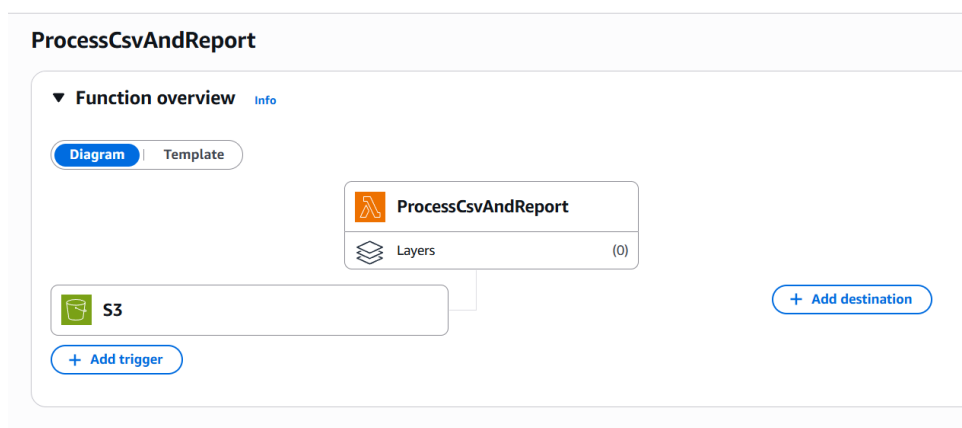 ProcessCsvAndReport
Function overview Info
Diagram Template
ProcessCsvAndReport
Layers (0)
S3
+ Add destination
+ Add trigger